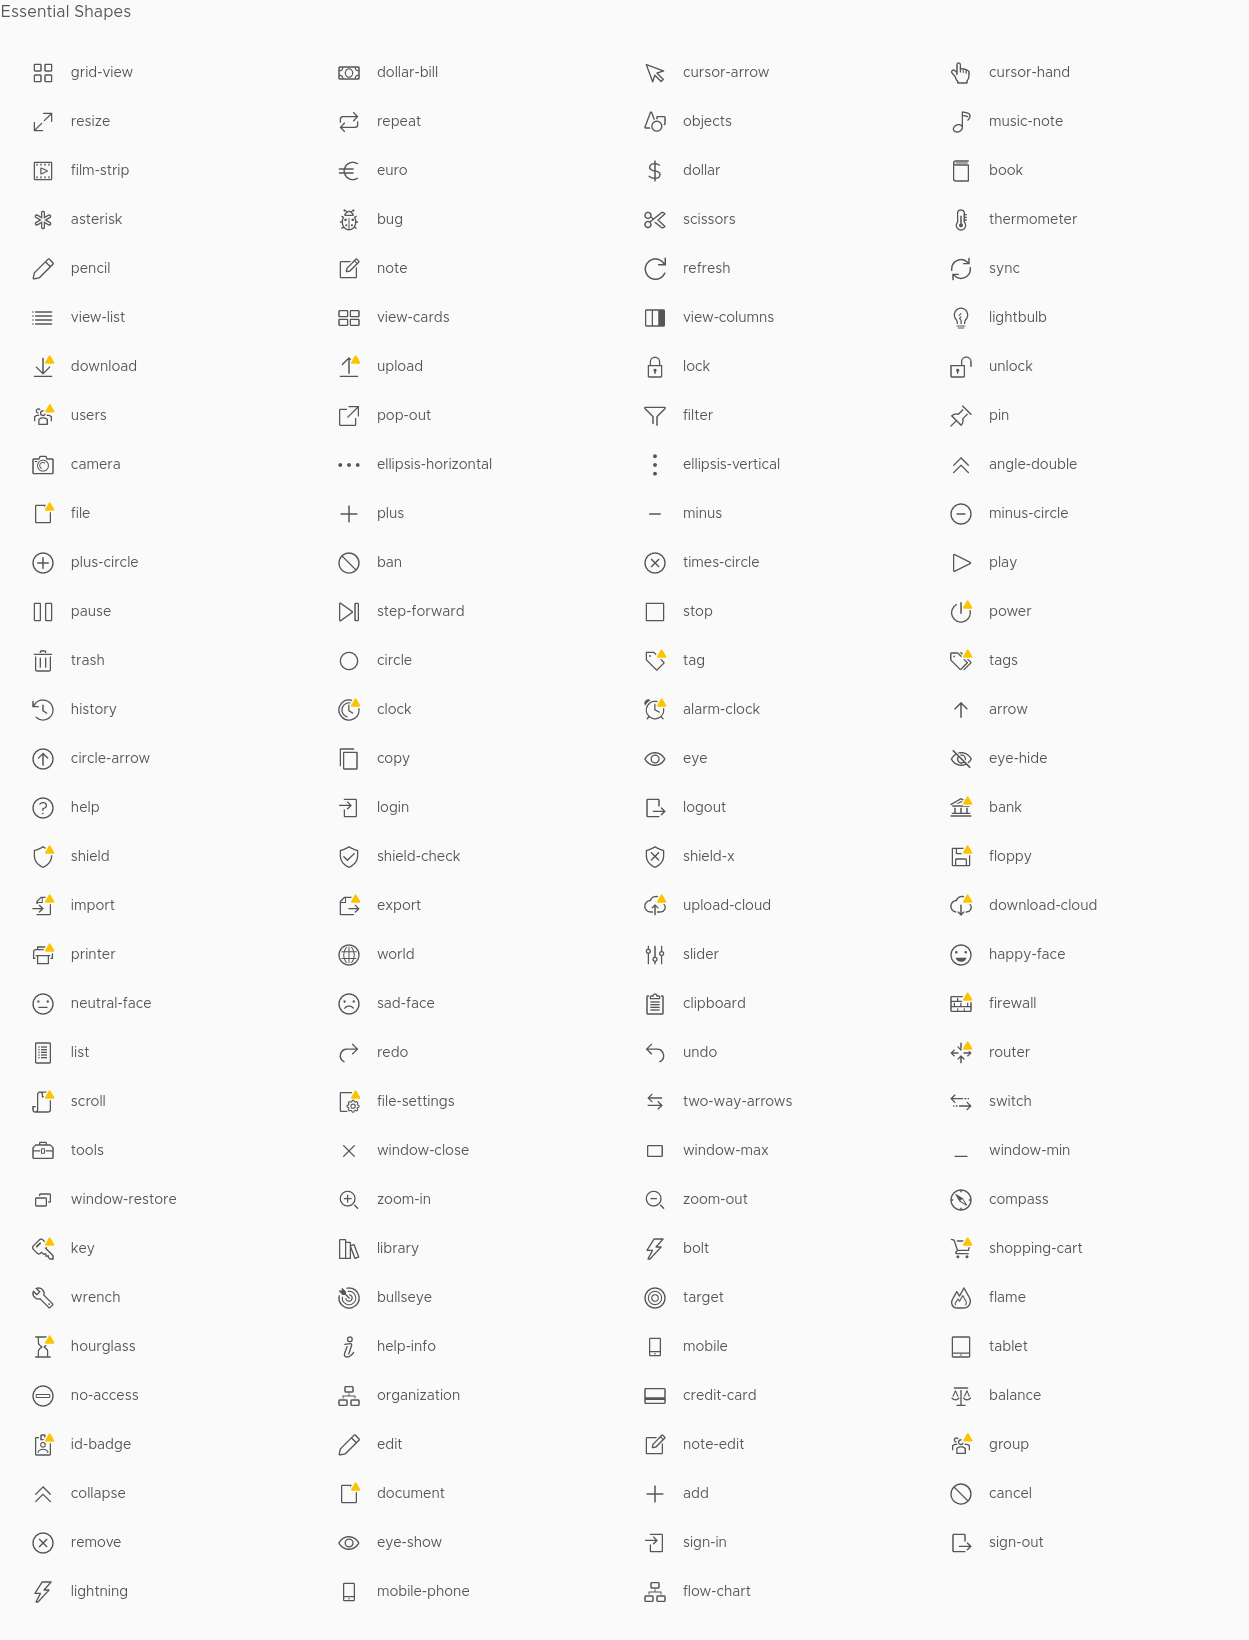 Essential Shapes
grid-view dollar-bill cursor-arrow cursor-hand
resize repeat objects music-note
film-strip euro dollar book
asterisk bug scissors thermometer
pencil note refresh sync
view-list view-cards view-columns lightbulb
download upload lock unlock
users pop-out filter pin
camera ellipsis-horizontal ellipsis-vertical angle-double
file plus minus minus-circle
plus-circle ban times-circle play
pause step-forward stop power
trash circle tag tags
history clock alarm-clock arrow
circle-arrow copy eye eye-hide
help login logout bank
shield shield-check shield-x floppy
import export upload-cloud download-cloud
printer world slider happy-face
neutral-face sad-face clipboard firewall
list redo undo router
scroll file-settings two-way-arrows switch
tools window-close window-max window-min
window-restore zoom-in zoom-out compass
key library bolt shopping-cart
wrench bullseye target flame
hourglass help-info mobile tablet
no-access organization credit-card balance
id-badge edit note-edit group
collapse document add cancel
remove eye-show sign-in sign-out
lightning mobile-phone flow-chart